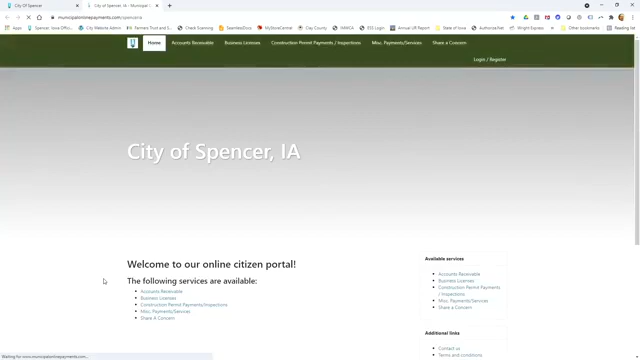 City Of Spencer
City of Spencer, IA - Municipal
municipalonlinepayments.com/spenceria
Apps
Spencer, Iowa Official
City Website Admin
Farmers Trust and S
Check Scanning
SeamlessDocs
MyStoreCentre
Clay County
IIMFCA
RSS Login
Annual UR Report
State of Iowa
Authorize.Net
Wright Express
Other bookmarks
Reading list
Home
Accounts Receivable
Business Licenses
Construction Permit Payments / Inspections
Misc. Payments/Services
Share a Concern
Login / Register
City of Spencer, IA
Welcome to our online citizen portal!
The following services are available:
Accounts Receivable
Business Licenses
Construction Permit Payments/Inspections
Misc. Payments/Services
Share A Concern
Available services
Accounts Receivable
Business Licenses
Construction Permit Payments
/ Inspections
Misc. Payments/Services
Share a Concern
Additional links
Contact us
Terms and conditions
Waiting for www.municipalonlinepayments.com...